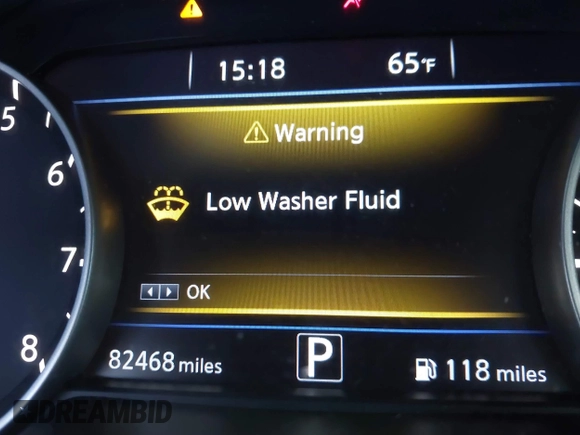 15:18 65°F
Warning
Low Washer Fluid
OK
5
6
7
8
82468 miles P 118 miles
DREAMBID